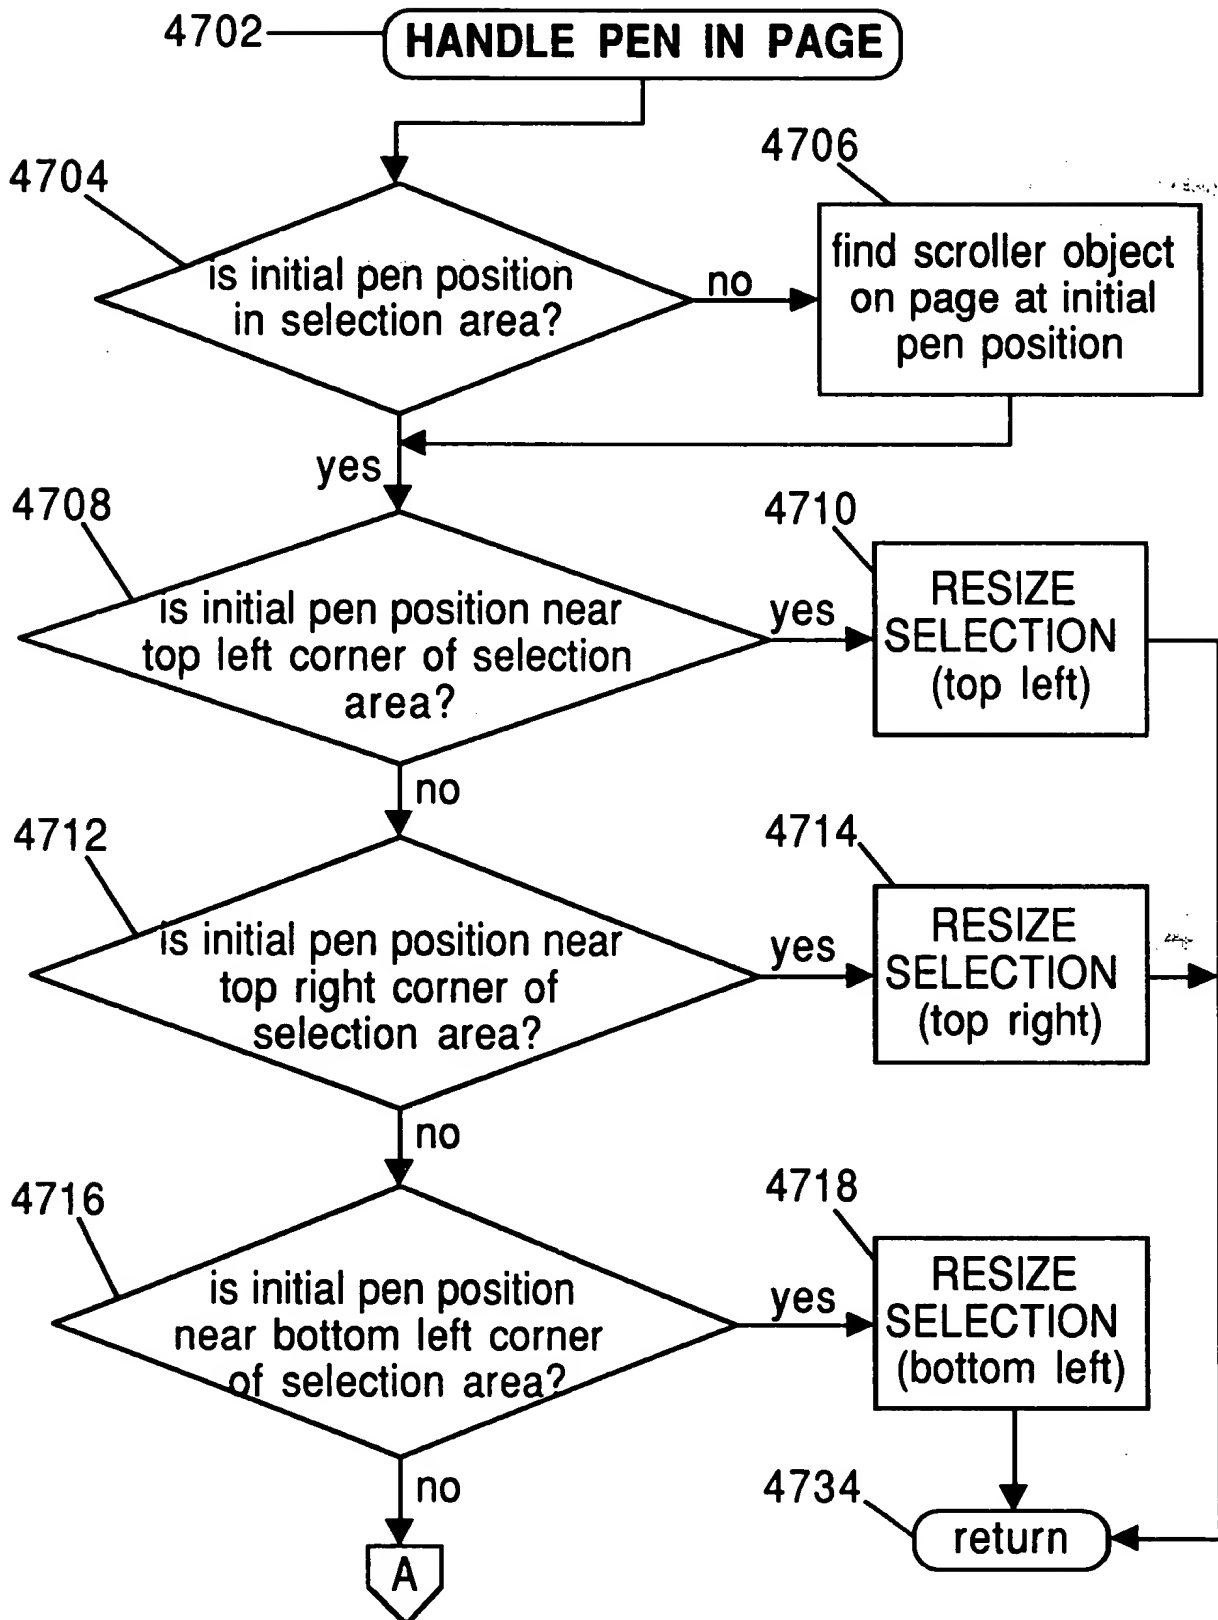 4702
HANDLE PEN IN PAGE
4704
is initial pen position
in selection area?
no
4706
find scroller object
on page at initial
pen position
yes
4708
is initial pen position near
top left corner of selection
area?
yes
4710
RESIZE
SELECTION
(top left)
no
4712
is initial pen position near
top right corner of
selection area?
yes
4714
RESIZE
SELECTION
(top right)
no
4716
is initial pen position
near bottom left corner
of selection area?
yes
4718
RESIZE
SELECTION
(bottom left)
no
A
4734
return